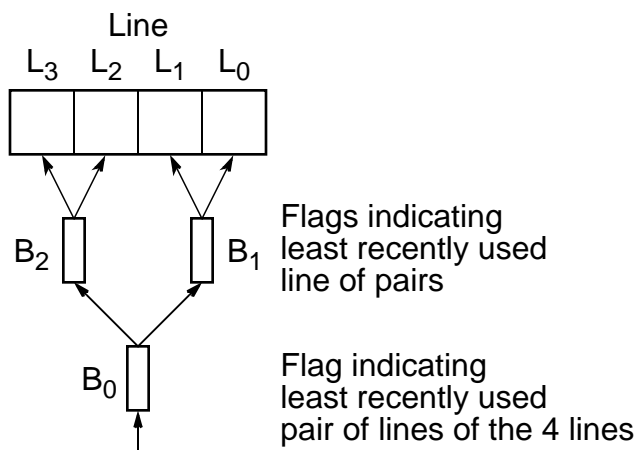 Line
L3 L2 L1 L0
B2 B1
Flags indicating
least recently used
line of pairs
B0
Flag indicating
least recently used
pair of lines of the 4 lines